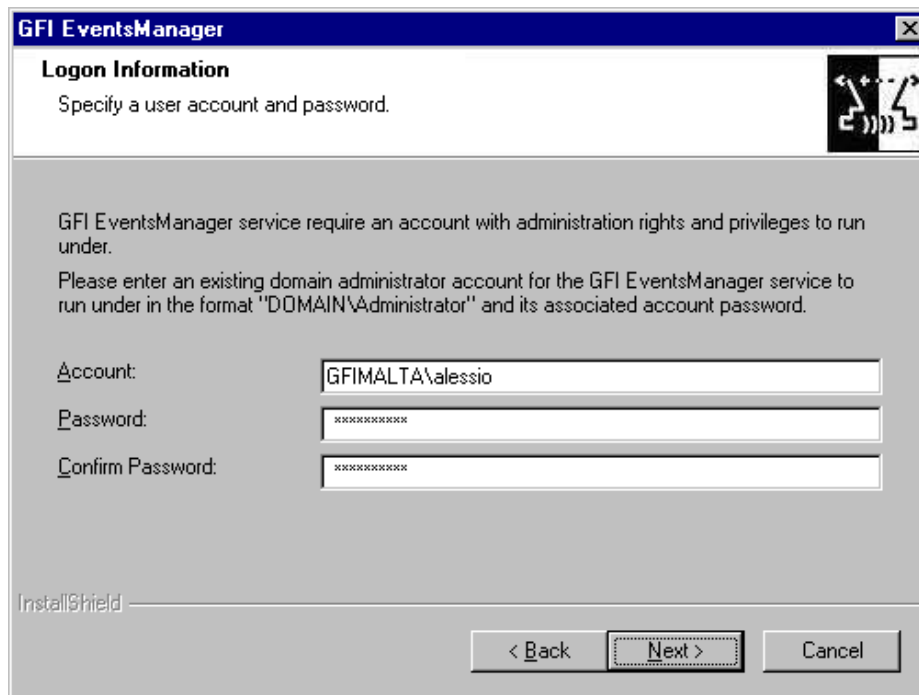 GFI EventsManager
Logon Information
Specify a user account and password.
GFI EventsManager service require an account with administration rights and privileges to run
under.
Please enter an existing domain administrator account for the GFI EventsManager service to
run under in the format "DOMAIN\Administrator" and its associated account password.
Account:
GFIMALTA\alessio
Password:
**********
Confirm Password:
**********
InstallShield
< Back
Next >
Cancel